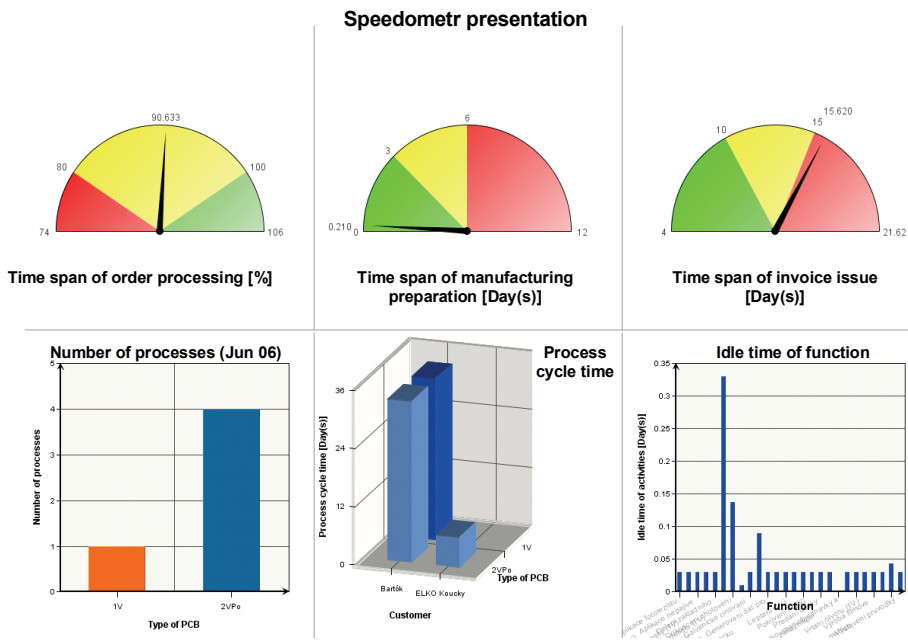 Speedometr presentation
90.633
80
100
74
106
6
3
0.210
0
12
15.620
15
10
4
21.62
Time span of order processing [%]
Time span of manufacturing
preparation [Day(s)]
Time span of invoice issue
[Day(s)]
Number of processes (Jun 06)
5
4
3
2
1
0
Number of processes
1V
2VPo
Type of PCB
Process
cycle time
36
24
12
0
Process cycle time [Day(s)]
Bartók
ELKO Koucky
Customer
1V
2VPo
Type of PCB
Idle time of function
0.35
0.3
0.25
0.2
0.15
0.1
0.05
0
Idle time of activities [Day(s)]
Function